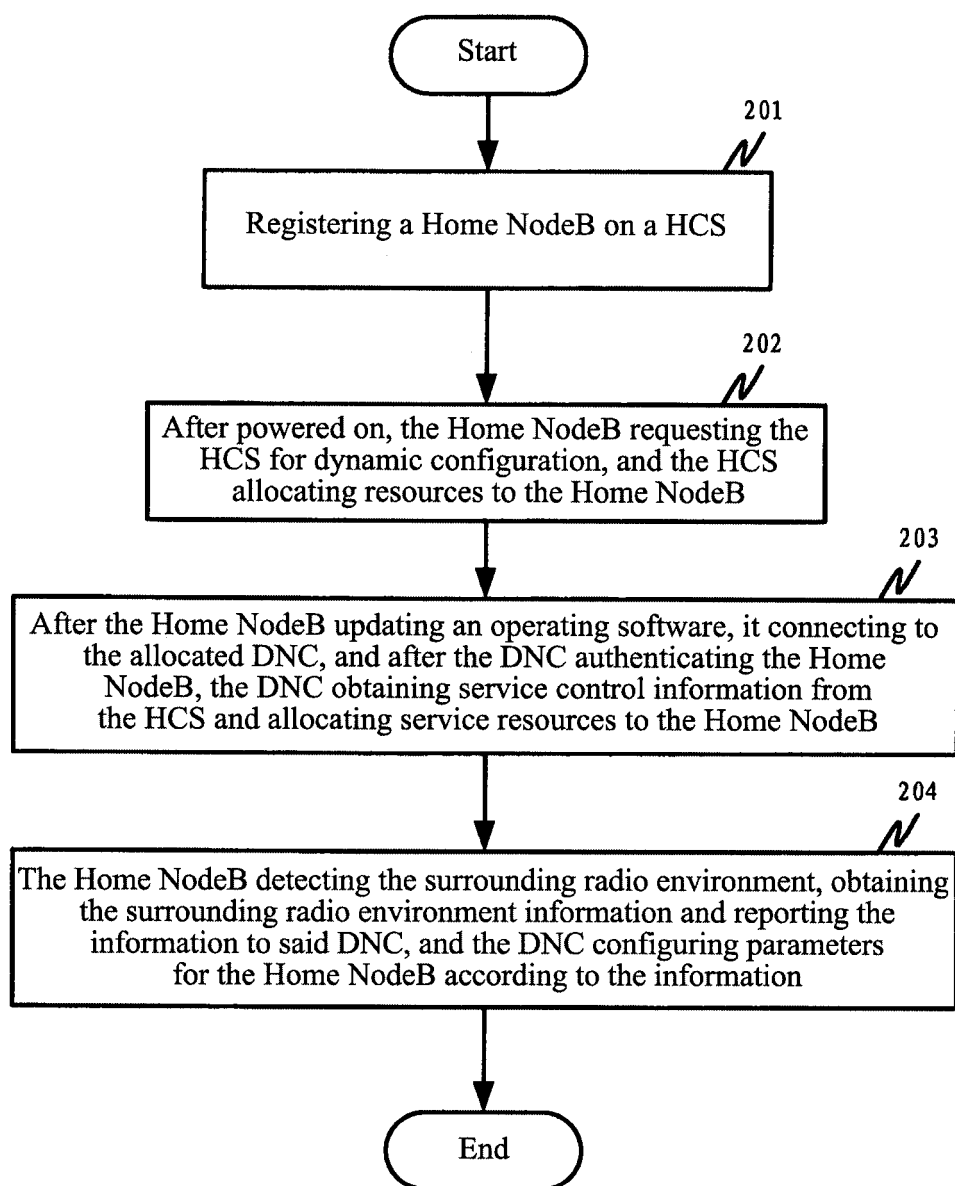 Start
201
Registering a Home NodeB on a HCS
202
After powered on, the Home NodeB requesting the
HCS for dynamic configuration, and the HCS
allocating resources to the Home NodeB
203
After the Home NodeB updating an operating software, it connecting to
the allocated DNC, and after the DNC authenticating the Home
NodeB, the DNC obtaining service control information from
the HCS and allocating service resources to the Home NodeB
204
The Home NodeB detecting the surrounding radio environment, obtaining
the surrounding radio environment information and reporting the
information to said DNC, and the DNC configuring parameters
for the Home NodeB according to the information
End